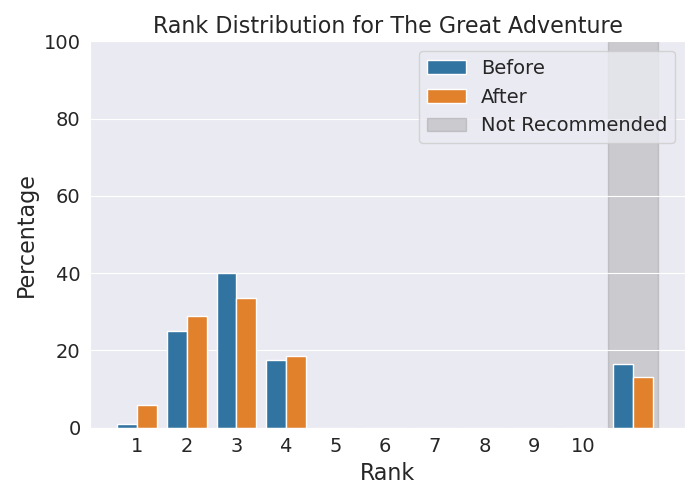 Rank Distribution for The Great Adventure
Percentage
100
80
60
40
20
0
Before
After
Not Recommended
1 2 3 4 5 6 7 8 9 10
Rank